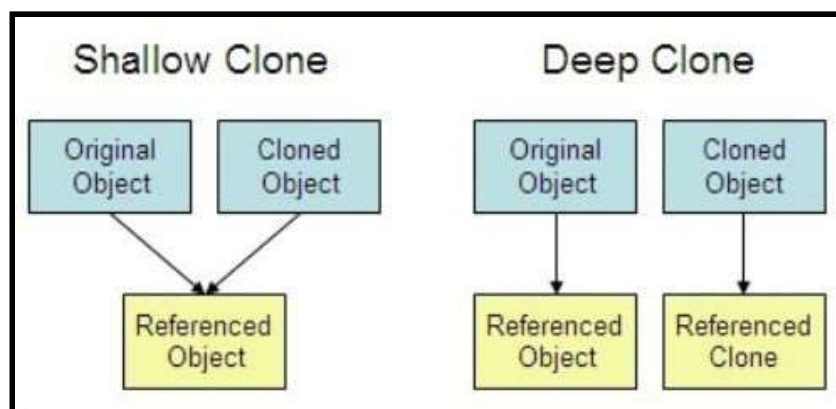 Shallow Clone
Original
Object
Cloned
Object
Referenced
Object
Deep Clone
Original
Object
Cloned
Object
Referenced
Object
Referenced
Clone